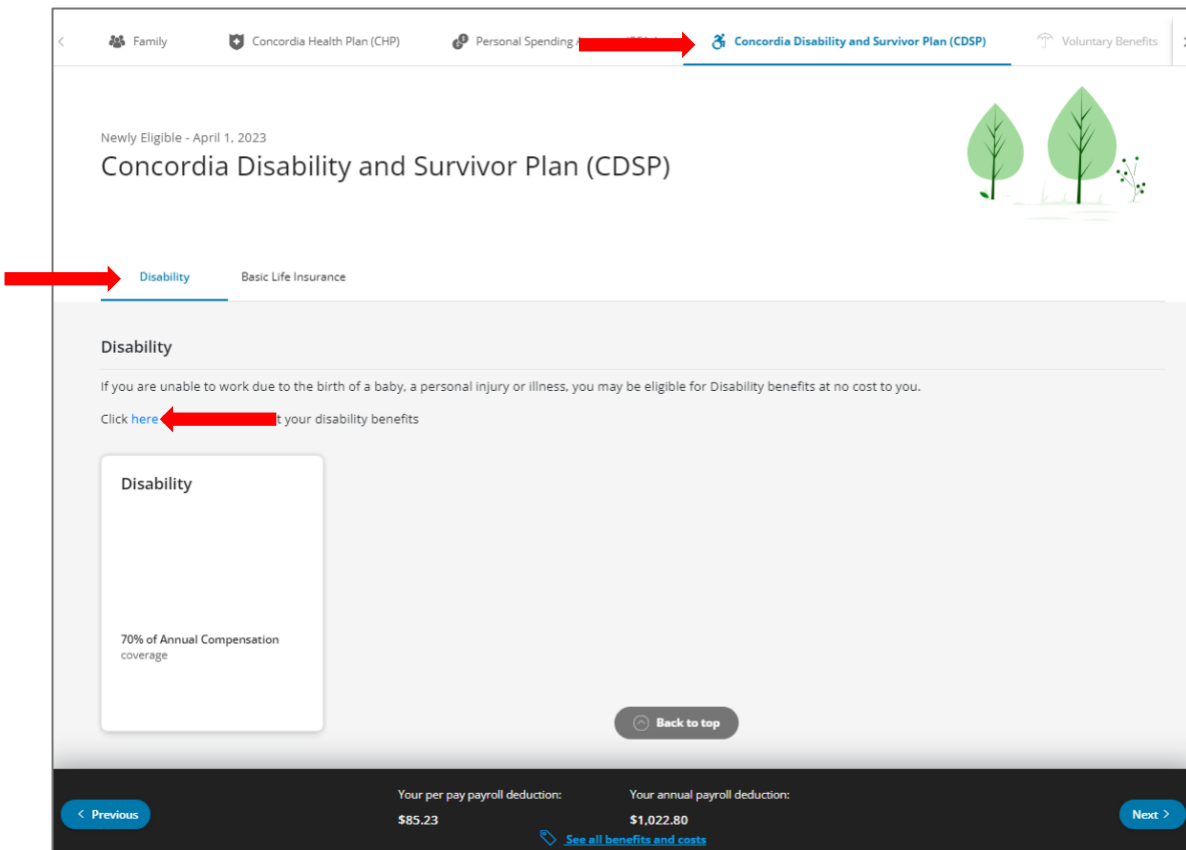 Family
Concordia Health Plan (CHP)
Personal Spending
Concordia Disability and Survivor Plan (CDSP)
Voluntary Benefits
Newly Eligible - April 1, 2023
Concordia Disability and Survivor Plan (CDSP)
Disability
Basic Life Insurance
Disability
If you are unable to work due to the birth of a baby, a personal injury or illness, you may be eligible for Disability benefits at no cost to you.
Click here your disability benefits
Disability
70% of Annual Compensation
coverage
Back to top
Your per pay payroll deduction:
Your annual payroll deduction:
< Previous
$85.23
$1,022.80
Next >
See all benefits and costs